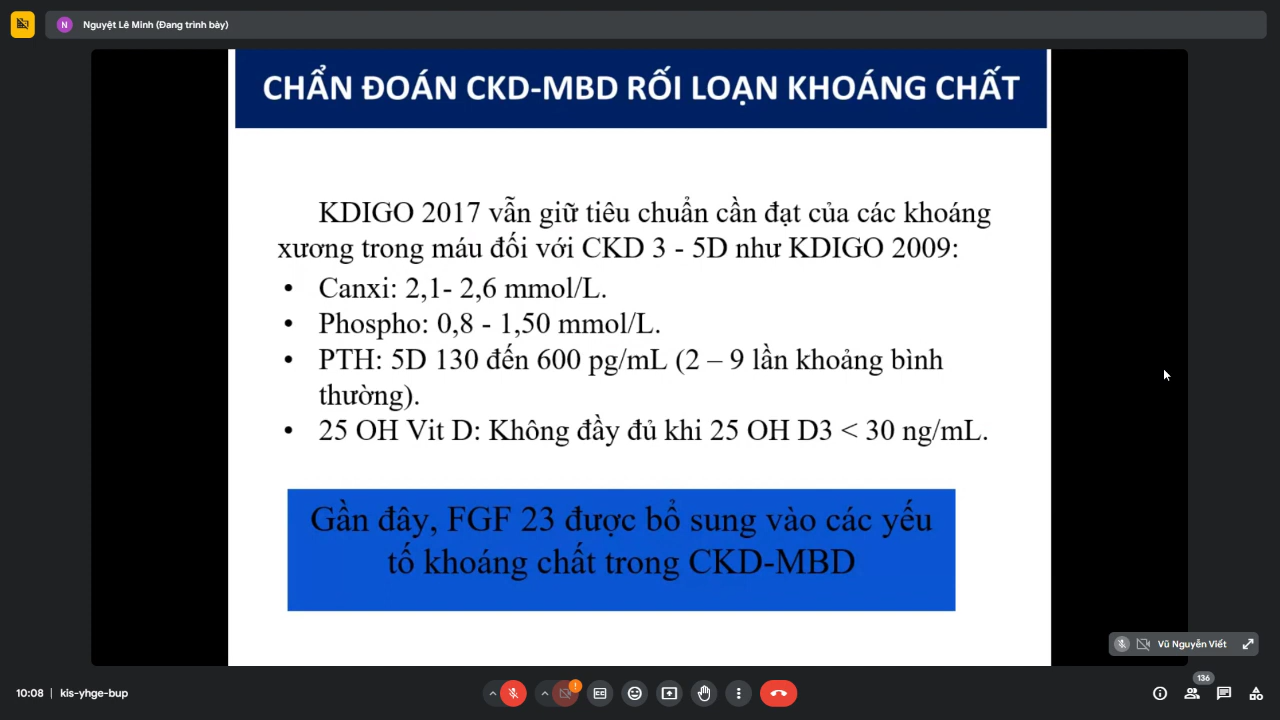 N Nguyệt Lê Minh (Đang trình bày)
CHẨN ĐOÁN CKD-MBD RỐI LOẠN KHOÁNG CHẤT
KDIGO 2017 vẫn giữ tiêu chuẩn cần đạt của các khoáng
xương trong máu đối với CKD 3 - 5D như KDIGO 2009:
• Canxi: 2,1- 2,6 mmol/L.
• Phospho: 0,8 - 1,50 mmol/L.
• PTH: 5D 130 đến 600 pg/mL (2 – 9 lần khoảng bình
thường).
• 25 OH Vit D: Không đầy đủ khi 25 OH D3 < 30 ng/mL.
Gần đây, FGF 23 được bổ sung vào các yếu
tố khoáng chất trong CKD-MBD
Vũ Nguyễn Viết
10:08 | kis-yhge-bup
136